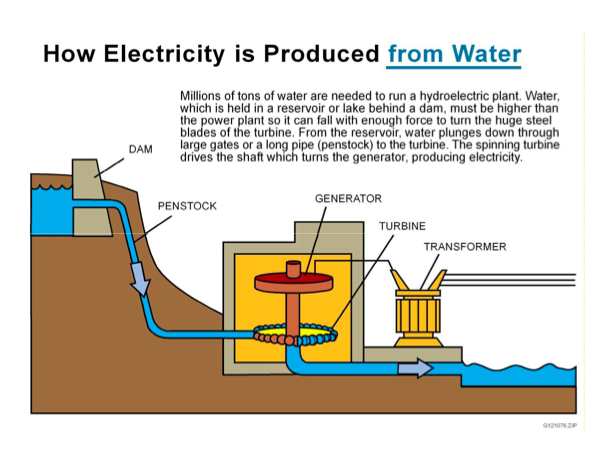 How Electricity is Produced from Water
Millions of tons of water are needed to run a hydroelectric plant. Water,
which is held in a reservoir or lake behind a dam, must be higher than
the power plant so it can fall with enough force to turn the huge steel
blades of the turbine. From the reservoir, water plunges down through
large gates or a long pipe (penstock) to the turbine. The spinning turbine
drives the shaft which turns the generator, producing electricity.
DAM
PENSTOCK
GENERATOR
TURBINE
TRANSFORMER
G121076.ZIP